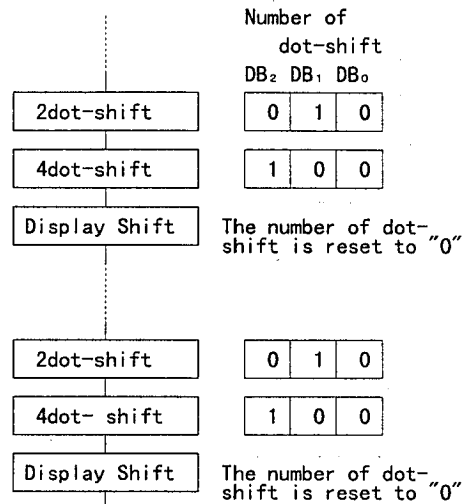 Number of
dot-shift
DB₂ DB₁ DB₀
2dot-shift 0 1 0
4dot-shift 1 0 0
Display Shift The number of dot-
shift is reset to "0"
2dot-shift 0 1 0
4dot- shift 1 0 0
Display Shift The number of dot-
shift is reset to "0"